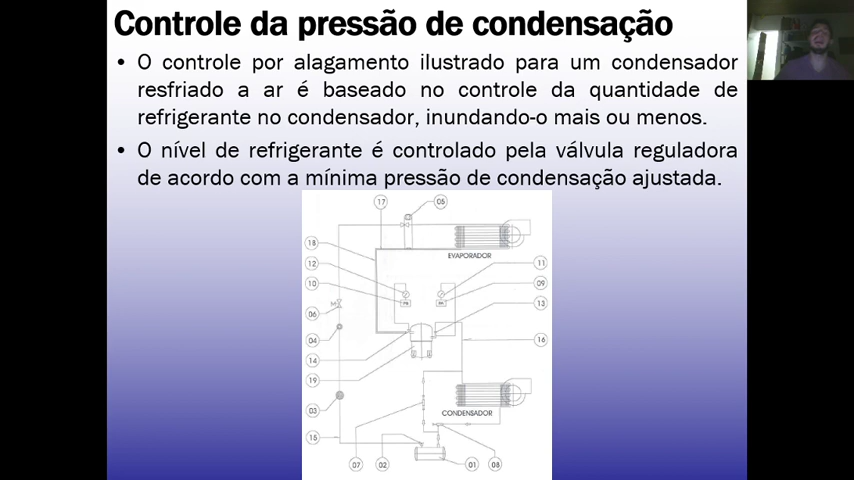 Controle da pressão de condensação
• O controle por alagamento ilustrado para um condensador
resfriado a ar é baseado no controle da quantidade de
refrigerante no condensador, inundando-o mais ou menos.
• O nível de refrigerante é controlado pela válvula reguladora
de acordo com a mínima pressão de condensação ajustada.
17
05
18
EVAPORADOR
12
11
10
09
13
06
04
16
14
19
03
CONDENSADOR
15
07
02
01
08